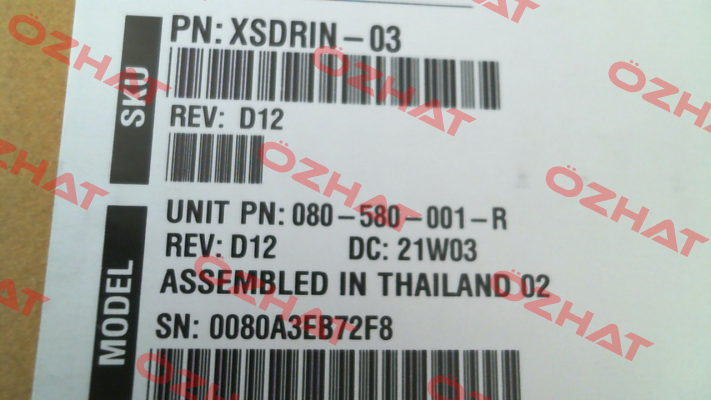 PN: XSDRIN-03
SKU
REV: D12
UNIT PN: 080-580-001-R
REV: D12 DC: 21W03
ASSEMBLED IN THAILAND 02
MODEL
SN: 0080A3EB72F8
ÖZHAT
ÖZHAT
ÖZHAT
ÖZHAT
ÖZHAT
ÖZHAT
ÖZHAT
ÖZHAT